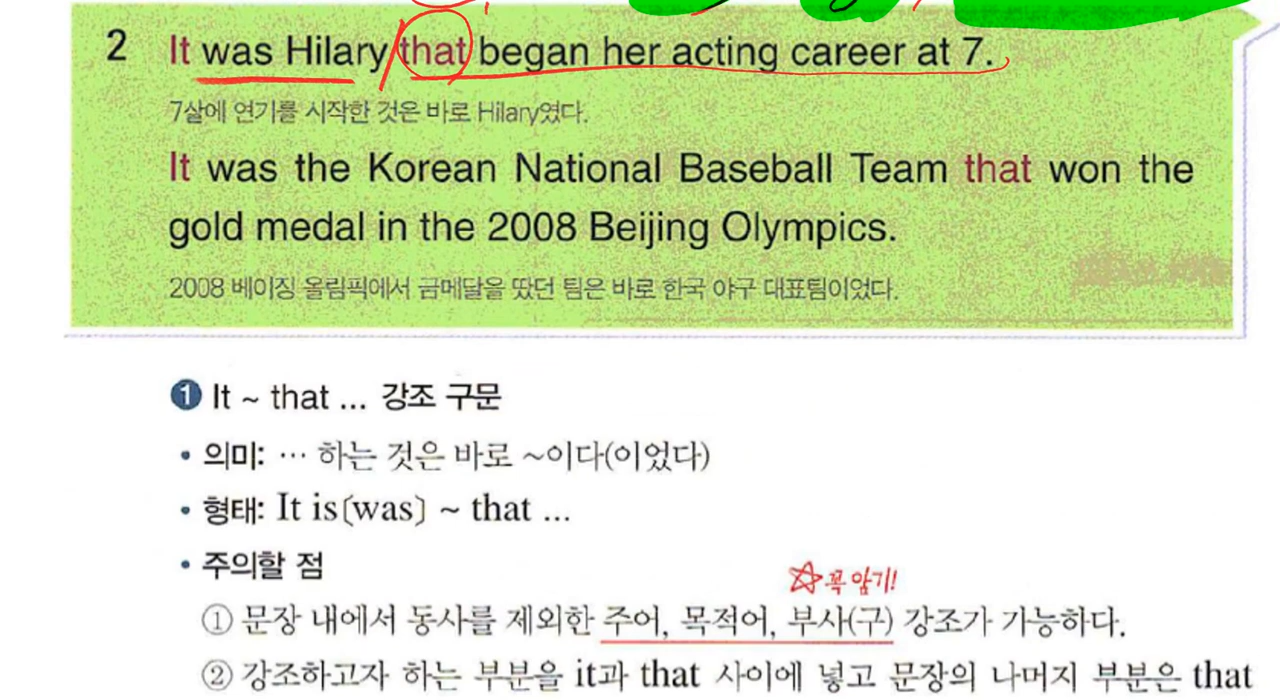 2 It was Hilary that began her acting career at 7.
7살에 연기를 시작한 것은 바로 Hilary였다.
It was the Korean National Baseball Team that won the
gold medal in the 2008 Beijing Olympics.
2008 베이징 올림픽에서 금메달을 땄던 팀은 바로 한국 야구 대표팀이었다.
❶ It ~ that ... 강조 구문
• 의미: … 하는 것은 바로 ~이다(이었다)
• 형태: It is(was) ~ that ...
• 주의할 점
☆꼭 암기!
① 문장 내에서 동사를 제외한 주어, 목적어, 부사(구) 강조가 가능하다.
② 강조하고자 하는 부분을 it과 that 사이에 넣고 문장의 나머지 부분은 that